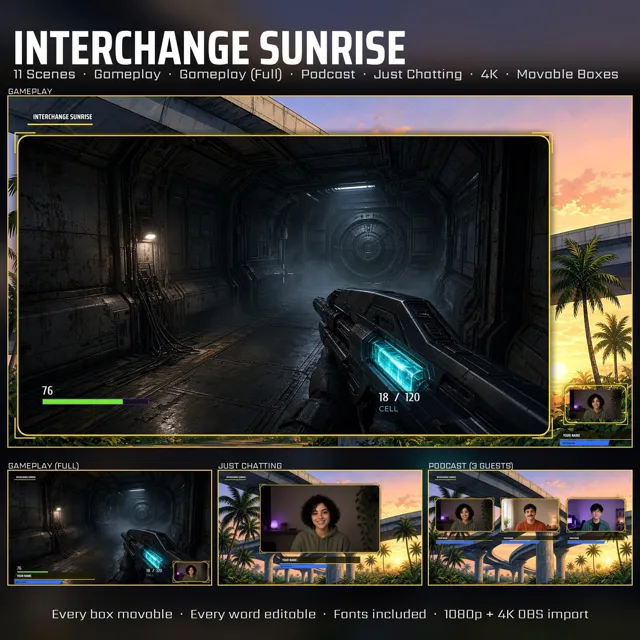 INTERCHANGE SUNRISE
11 Scenes · Gameplay · Gameplay (Full) · Podcast · Just Chatting · 4K · Movable Boxes
GAMEPLAY
INTERCHANGE SUNRISE
76
18 / 120
CELL
YOUR NAME
GAMEPLAY (FULL)
JUST CHATTING
PODCAST (3 GUESTS)
YOUR NAME
YOUR NAME
Every box movable · Every word editable · Fonts included · 1080p + 4K OBS import